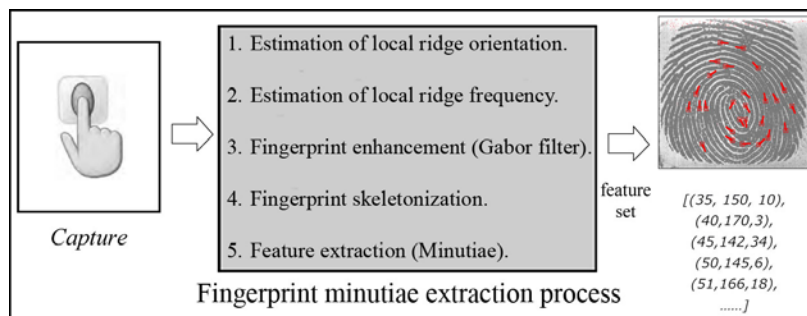 Capture
1. Estimation of local ridge orientation.
2. Estimation of local ridge frequency.
3. Fingerprint enhancement (Gabor filter).
4. Fingerprint skeletonization.
5. Feature extraction (Minutiae).
Fingerprint minutiae extraction process
feature
set
[(35, 150, 10),
(40,170,3),
(45,142,34),
(50,145,6),
(51,166,18),
......]